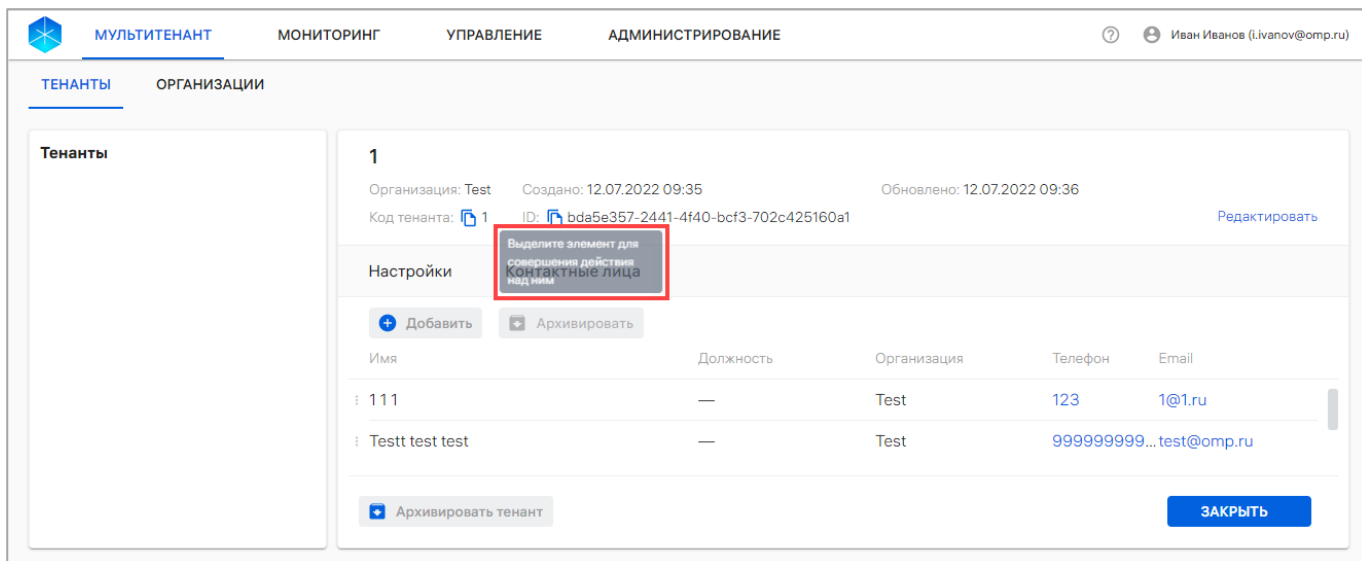 МУЛЬТИТЕНАНТ МОНИТОРИНГ УПРАВЛЕНИЕ АДМИНИСТРИРОВАНИЕ Иван Иванов (i.ivanov@omp.ru)
ТЕНАНТЫ ОРГАНИЗАЦИИ
Тенанты
1
Организация: Test Создано: 12.07.2022 09:35 Обновлено: 12.07.2022 09:36
Код тенанта: 1 ID: bda5e357-2441-4f40-bcf3-702c425160a1 Редактировать
Выделите элемент для
совершения действия
над ним
Настройки Контактные лица
Добавить Архивировать
Имя Должность Организация Телефон Email
111 — Test 123 1@1.ru
Testt test test — Test 999999999... test@omp.ru
Архивировать тенант ЗАКРЫТЬ